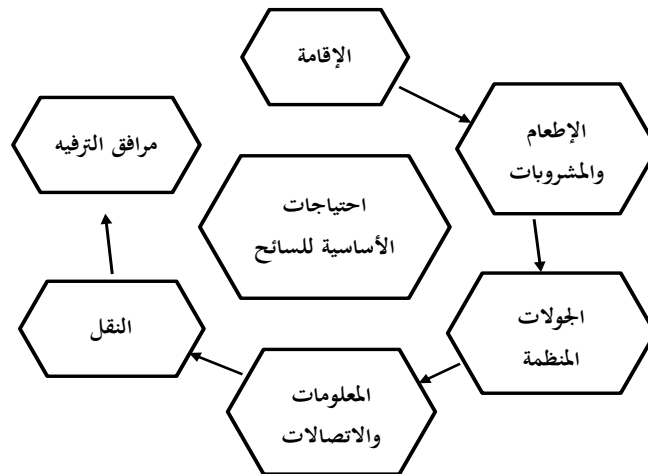 الإقامة
الإطعام
والمشروبات
الجولات
المنظمة
المعلومات
والاتصالات
النقل
مرافق الترفيه
احتياجات
الأساسية للسائح